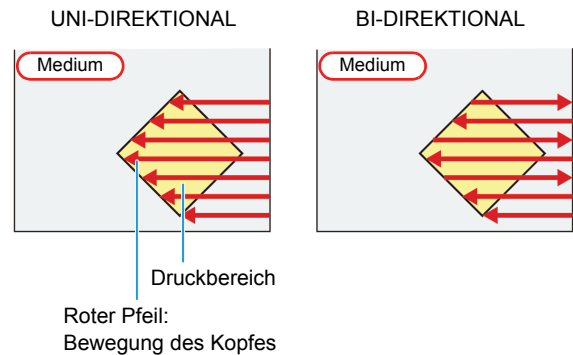 UNI-DIREKTIONAL
BI-DIREKTIONAL
Medium
Medium
Druckbereich
Roter Pfeil:
Bewegung des Kopfes